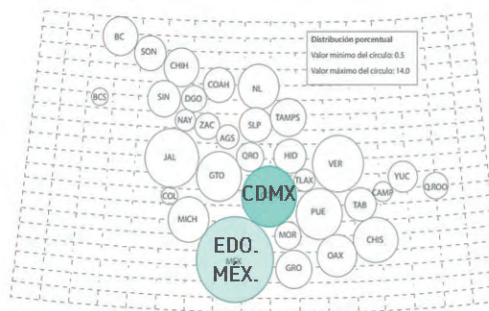 Distribución porcentual
Valor mínimo del círculo: 0.5
Valor máximo del círculo: 14.0
BC
SON
CHIH
COAH
NL
BCS
SIN
DGO
TAMPS
NAY
ZAC
SLP
AGS
JAL
GTO
QRO
HID
VER
TLAX
CDMX
YUC
Q.ROO
CAMP
COL
MICH
PUE
TAB
MOR
CHIS
EDO.
MEX
MÉX.
GRO
OAX